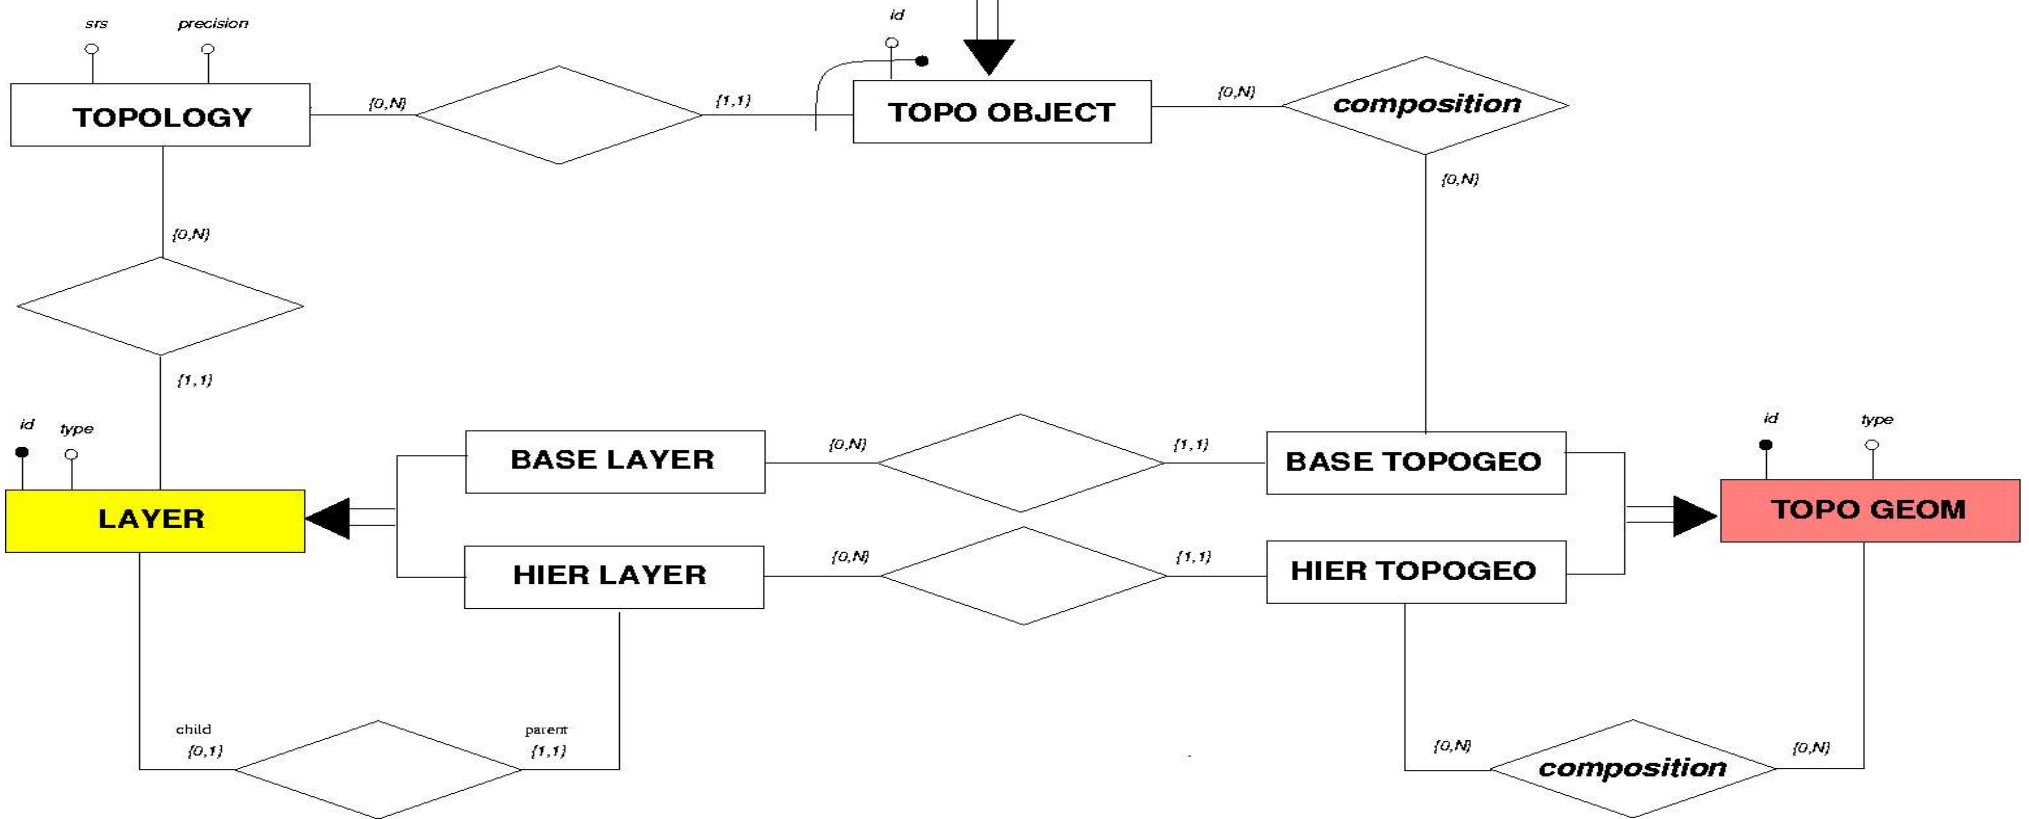 srs precision id
TOPOLOGY {0,N} {1,1} TOPO OBJECT {0,N} composition
{0,N}
{0,N}
{1,1}
id type
id type
BASE LAYER {0,N} {1,1} BASE TOPOGEO
LAYER
TOPO GEOM
HIER LAYER {0,N} {1,1} HIER TOPOGEO
child parent
{0,1} {1,1}
{0,N} composition {0,N}